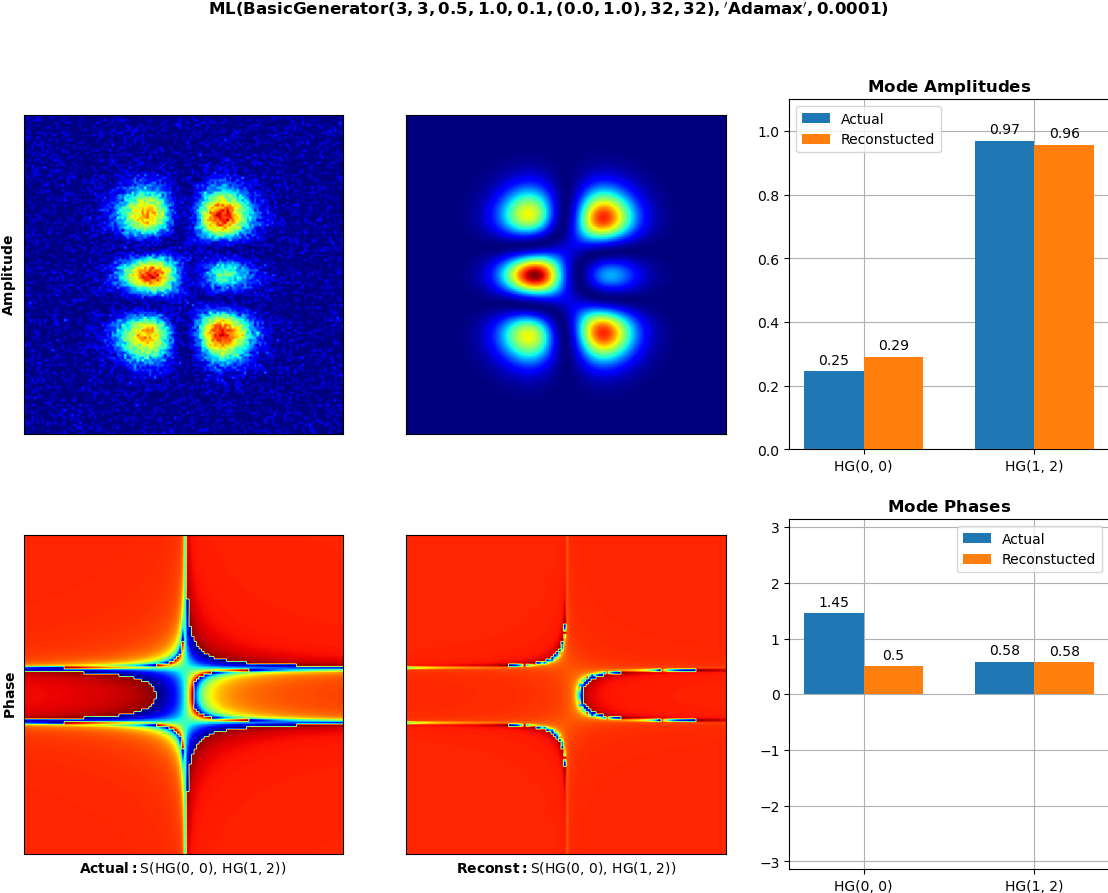 ML(BasicGenerator(3, 3, 0.5, 1.0, 0.1, (0.0, 1.0), 32, 32), 'Adamax', 0.0001)
Amplitude
Mode Amplitudes
Actual
Reconstucted
1.0
0.8
0.6
0.4
0.2
0.0
0.25
0.29
0.97
0.96
HG(0, 0)
HG(1, 2)
Phase
Actual: S(HG(0, 0), HG(1, 2))
Reconst: S(HG(0, 0), HG(1, 2))
Mode Phases
Actual
Reconstucted
3
2
1
0
−1
−2
−3
1.45
0.5
0.58
0.58
HG(0, 0)
HG(1, 2)